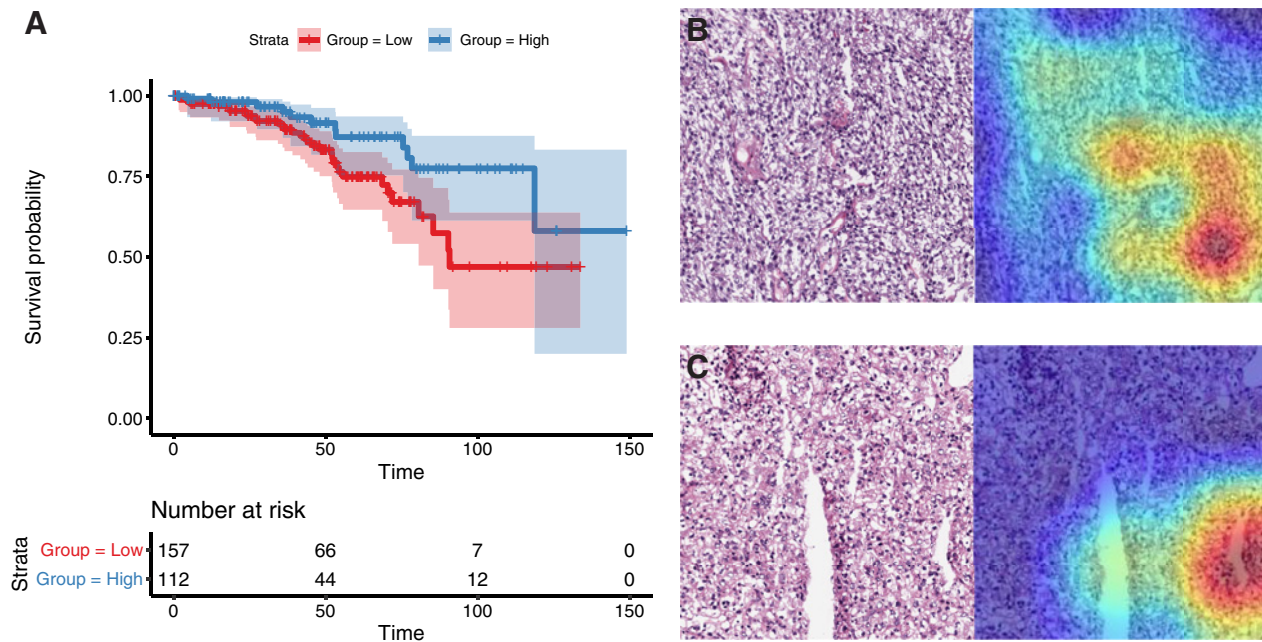 A
Strata Group = Low Group = High
1.00
0.75
0.50
0.25
0.00
Survival probability
0 50 100 150
Time
Number at risk
Strata
Group = Low 157 66 7 0
Group = High 112 44 12 0
0 50 100 150
Time
B
C